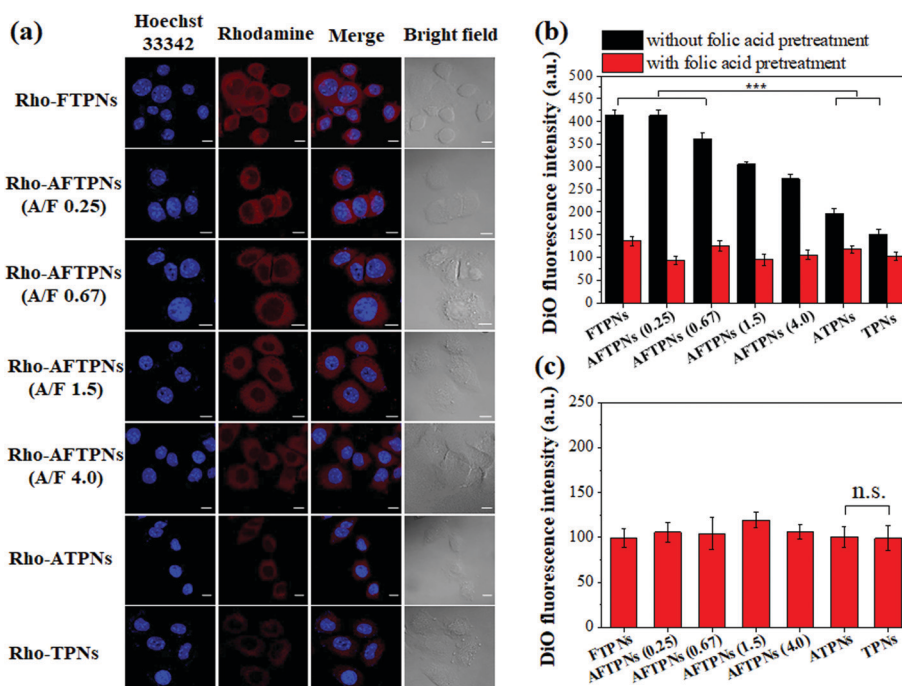 (a)
Hoechst
33342
Rhodamine
Merge
Bright field
Rho-FTPNs
Rho-AFTPNs
(A/F 0.25)
Rho-AFTPNs
(A/F 0.67)
Rho-AFTPNs
(A/F 1.5)
Rho-AFTPNs
(A/F 4.0)
Rho-ATPNs
Rho-TPNs
(b)
without folic acid pretreatment
with folic acid pretreatment
DiO fluorescence intensity (a.u.)
500
450
400
350
300
250
200
150
100
50
0
***
FTPNs
AFTPNs (0.25)
AFTPNs (0.67)
AFTPNs (1.5)
AFTPNs (4.0)
ATPNs
TPNs
(c)
DiO fluorescence intensity (a.u.)
250
200
150
100
50
0
n.s.
FTPNs
AFTPNs (0.25)
AFTPNs (0.67)
AFTPNs (1.5)
AFTPNs (4.0)
ATPNs
TPNs